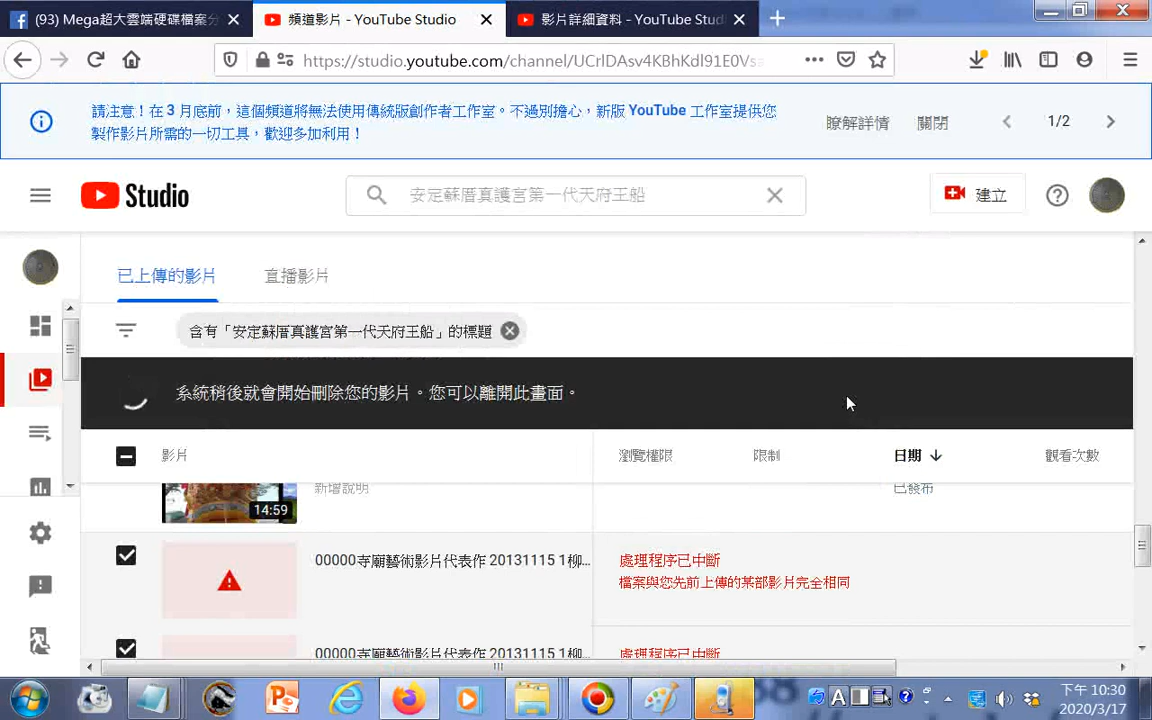 (93) Mega超大雲端硬碟檔案分
頻道影片 - YouTube Studio
影片詳細資料 - YouTube Stud
https://studio.youtube.com/channel/UCrlDAsv4KBhKdl91E0Vsa
請注意！在 3 月底前，這個頻道將無法使用傳統版創作者工作室。不過別擔心，新版 YouTube 工作室提供您
製作影片所需的一切工具，歡迎多加利用！
瞭解詳情
關閉
1/2
Studio
安定蘇厝真護宮第一代天府王船
建立
已上傳的影片
直播影片
含有「安定蘇厝真護宮第一代天府王船」的標題
系統稍後就會開始刪除您的影片。您可以離開此畫面。
影片
瀏覽權限
限制
日期
觀看次數
14:59
新增說明
已發布
00000寺廟藝術影片代表作 20131115 1柳...
處理程序已中斷
檔案與您先前上傳的某部影片完全相同
00000寺廟藝術影片代表作 20131115 1柳...
處理程序已中斷
下午 10:30
2020/3/17